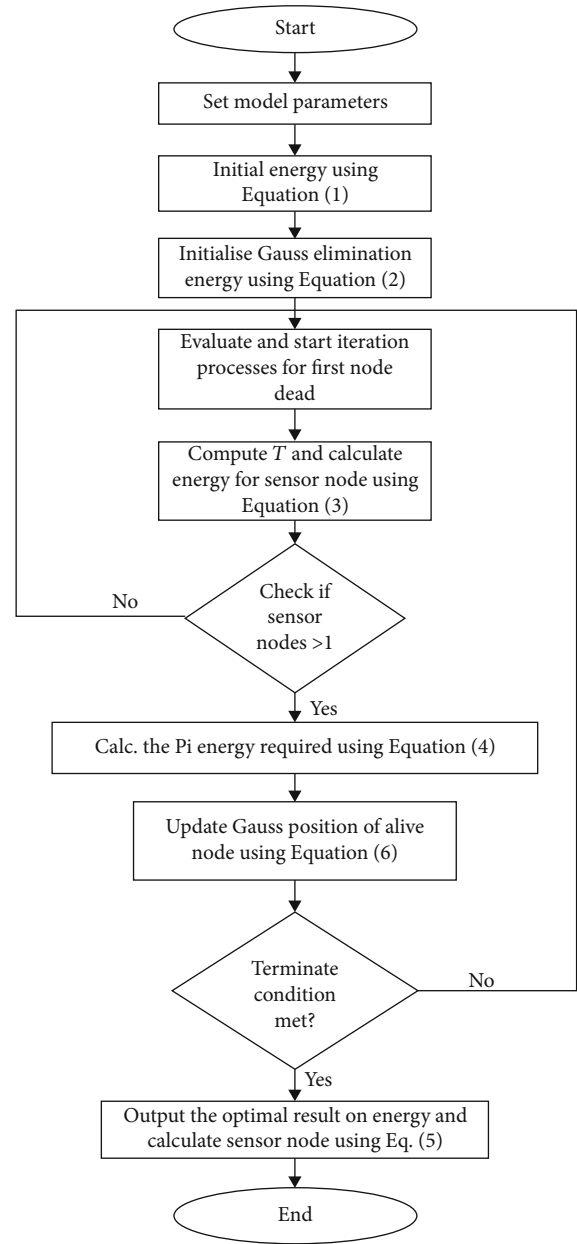 Start
Set model parameters
Initial energy using
Equation (1)
Initialise Gauss elimination
energy using Equation (2)
Evaluate and start iteration
processes for first node
dead
Compute T and calculate
energy for sensor node using
Equation (3)
Check if
sensor
nodes >1
No
Yes
Calc. the Pi energy required using Equation (4)
Update Gauss position of alive
node using Equation (6)
Terminate
condition
met?
No
Yes
Output the optimal result on energy and
calculate sensor node using Eq. (5)
End